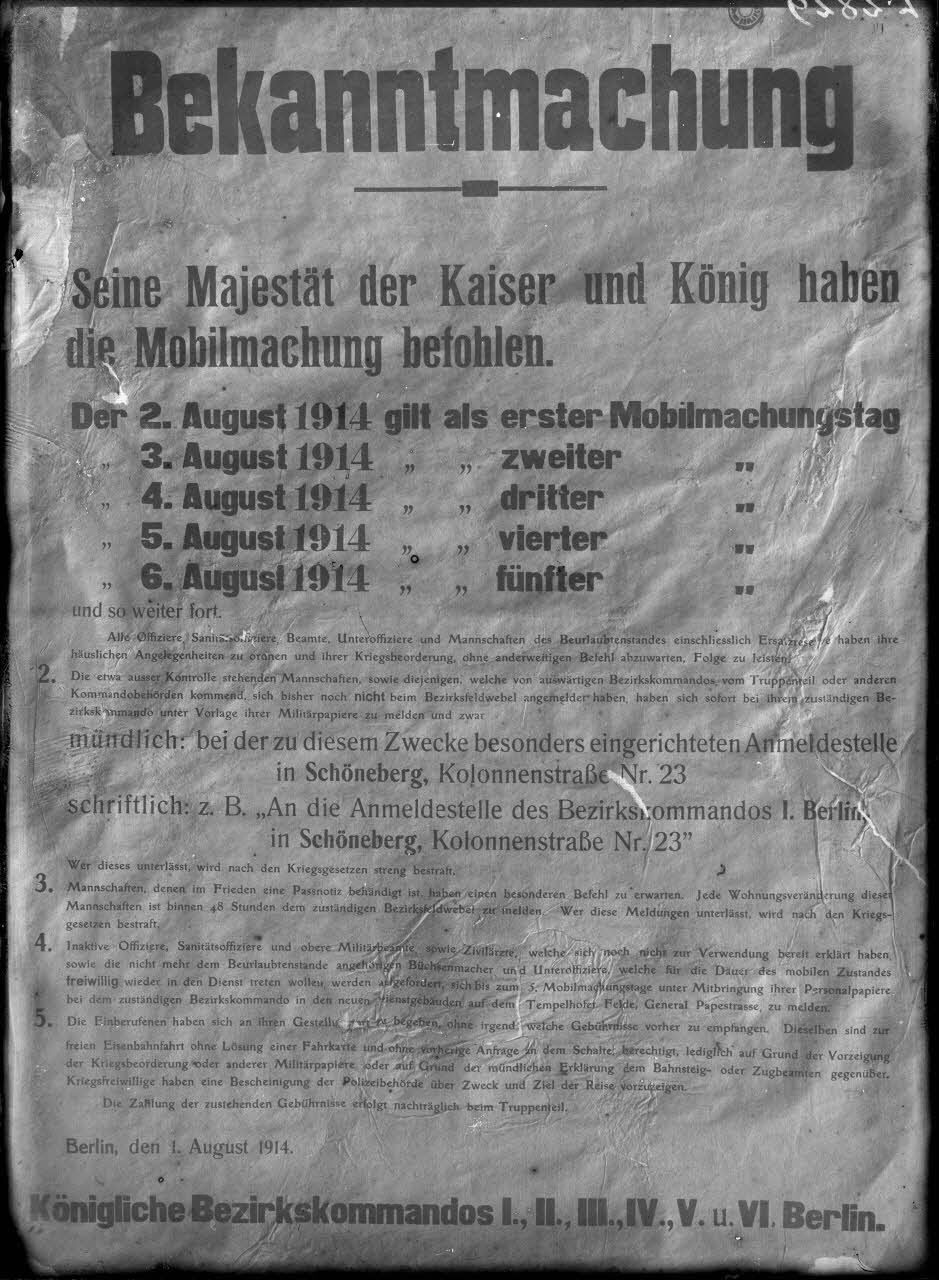 Bekanntmachung
Seine Majestät der Kaiser und König haben
die Mobilmachung befohlen.
Der 2. August 1914 gilt als erster Mobilmachungstag
„ 3. August 1914 „ „ zweiter „
„ 4. August 1914 „ „ dritter „
„ 5. August 1914 „ „ vierter „
„ 6. August 1914 „ „ fünfter „
und so weiter fort.
Alle Offiziere, Sanitätsoffiziere, Beamte, Unteroffiziere und Mannschaften des Beurlaubtenstandes einschliesslich Ersatzreserve haben ihre
häuslichen Angelegenheiten zu ordnen und ihrer Kriegsbeorderung, ohne anderweitigen Befehl abzuwarten, Folge zu leisten.
2. Die etwa ausser Kontrolle stehenden Mannschaften, sowie diejenigen, welche von auswärtigen Bezirkskommandos, vom Truppenteil oder anderen
Kommandobehörden kommend, sich bisher noch nicht beim Bezirksfeldwebel angemeldet haben, haben sich sofort bei ihrem zuständigen Be-
zirkskommando unter Vorlage ihrer Militärpapiere zu melden und zwar
mündlich: bei der zu diesem Zwecke besonders eingerichteten Anmeldestelle
in Schöneberg, Kolonnenstraße Nr. 23
schriftlich: z. B. „An die Anmeldestelle des Bezirkskommandos I. Berlin,
in Schöneberg, Kolonnenstraße Nr. 23”
Wer dieses unterlässt, wird nach den Kriegsgesetzen streng bestraft.
3. Mannschaften, denen im Frieden eine Passnotiz behändigt ist, haben einen besonderen Befehl zu erwarten. Jede Wohnungsveränderung dieser
Mannschaften ist binnen 48 Stunden dem zuständigen Bezirksfeldwebel zu melden. Wer diese Meldungen unterlässt, wird nach den Kriegs-
gesetzen bestraft.
4. Inaktive Offiziere, Sanitätsoffiziere und obere Militärbeamte, sowie Zivilärzte, welche sich noch nicht zur Verwendung bereit erklärt haben,
sowie die nicht mehr dem Beurlaubtenstande angehörigen Büchsenmacher und Unteroffiziere, welche für die Dauer des mobilen Zustandes
freiwillig wieder in den Dienst treten wollen, werden aufgefordert, sich bis zum 5. Mobilmachungstage unter Mitbringung ihrer Personalpapiere
bei dem zuständigen Bezirkskommando in den neuen Dienstgebäuden auf dem Tempelhofer Felde, General Papestrasse, zu melden.
5. Die Einberufenen haben sich an ihren Gestellungsort zu begeben, ohne irgend welche Gebührnisse vorher zu empfangen. Dieselben sind zur
freien Eisenbahnfahrt ohne Lösung einer Fahrkarte und ohne vorherige Anfrage an dem Schalter berechtigt, lediglich auf Grund der Vorzeigung
der Kriegsbeorderung oder anderer Militärpapiere oder auf Grund der mündlichen Erklärung dem Bahnsteig- oder Zugbeamten gegenüber.
Kriegsfreiwillige haben eine Bescheinigung der Polizeibehörde über Zweck und Ziel der Reise vorzuzeigen.
Die Zahlung der zustehenden Gebührnisse erfolgt nachträglich beim Truppenteil.
Berlin, den 1. August 1914.
Königliche Bezirkskommandos I., II., III., IV., V. u. VI. Berlin.